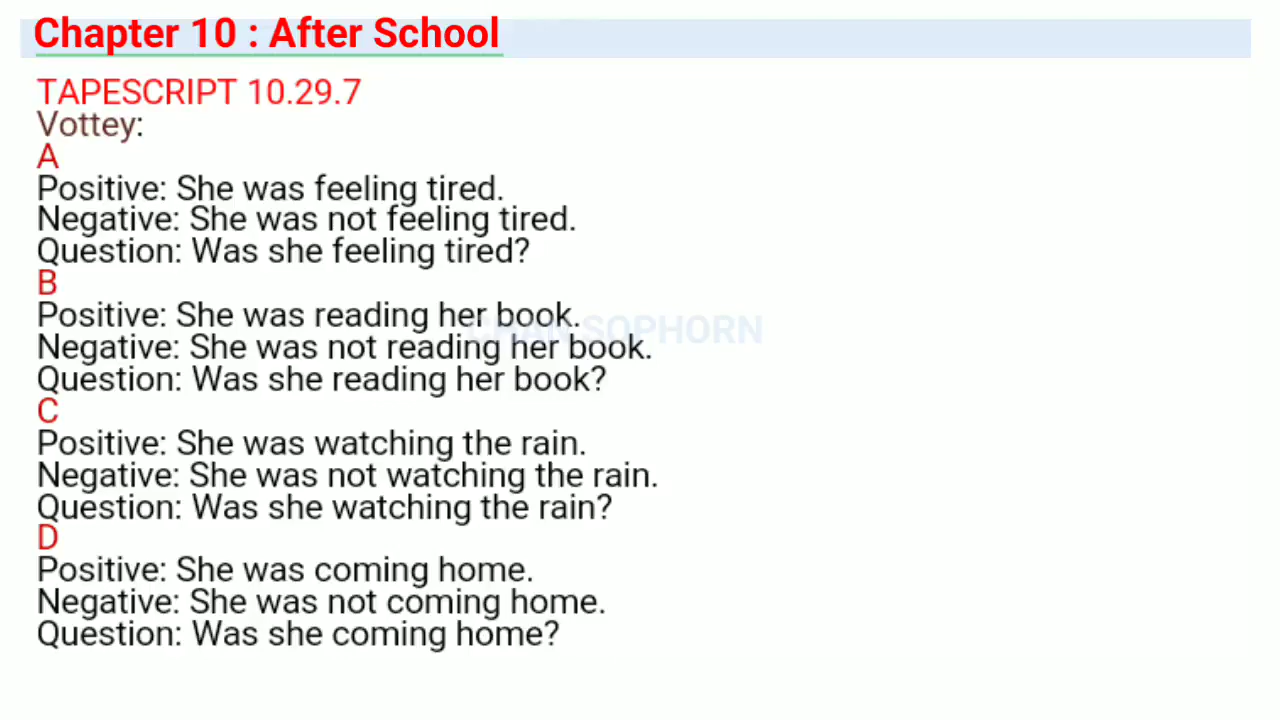 Chapter 10 : After School
TAPESCRIPT 10.29.7
Vottey:
A
Positive: She was feeling tired.
Negative: She was not feeling tired.
Question: Was she feeling tired?
B
Positive: She was reading her book.
CHAN SOPHORN
Negative: She was not reading her book.
Question: Was she reading her book?
C
Positive: She was watching the rain.
Negative: She was not watching the rain.
Question: Was she watching the rain?
D
Positive: She was coming home.
Negative: She was not coming home.
Question: Was she coming home?